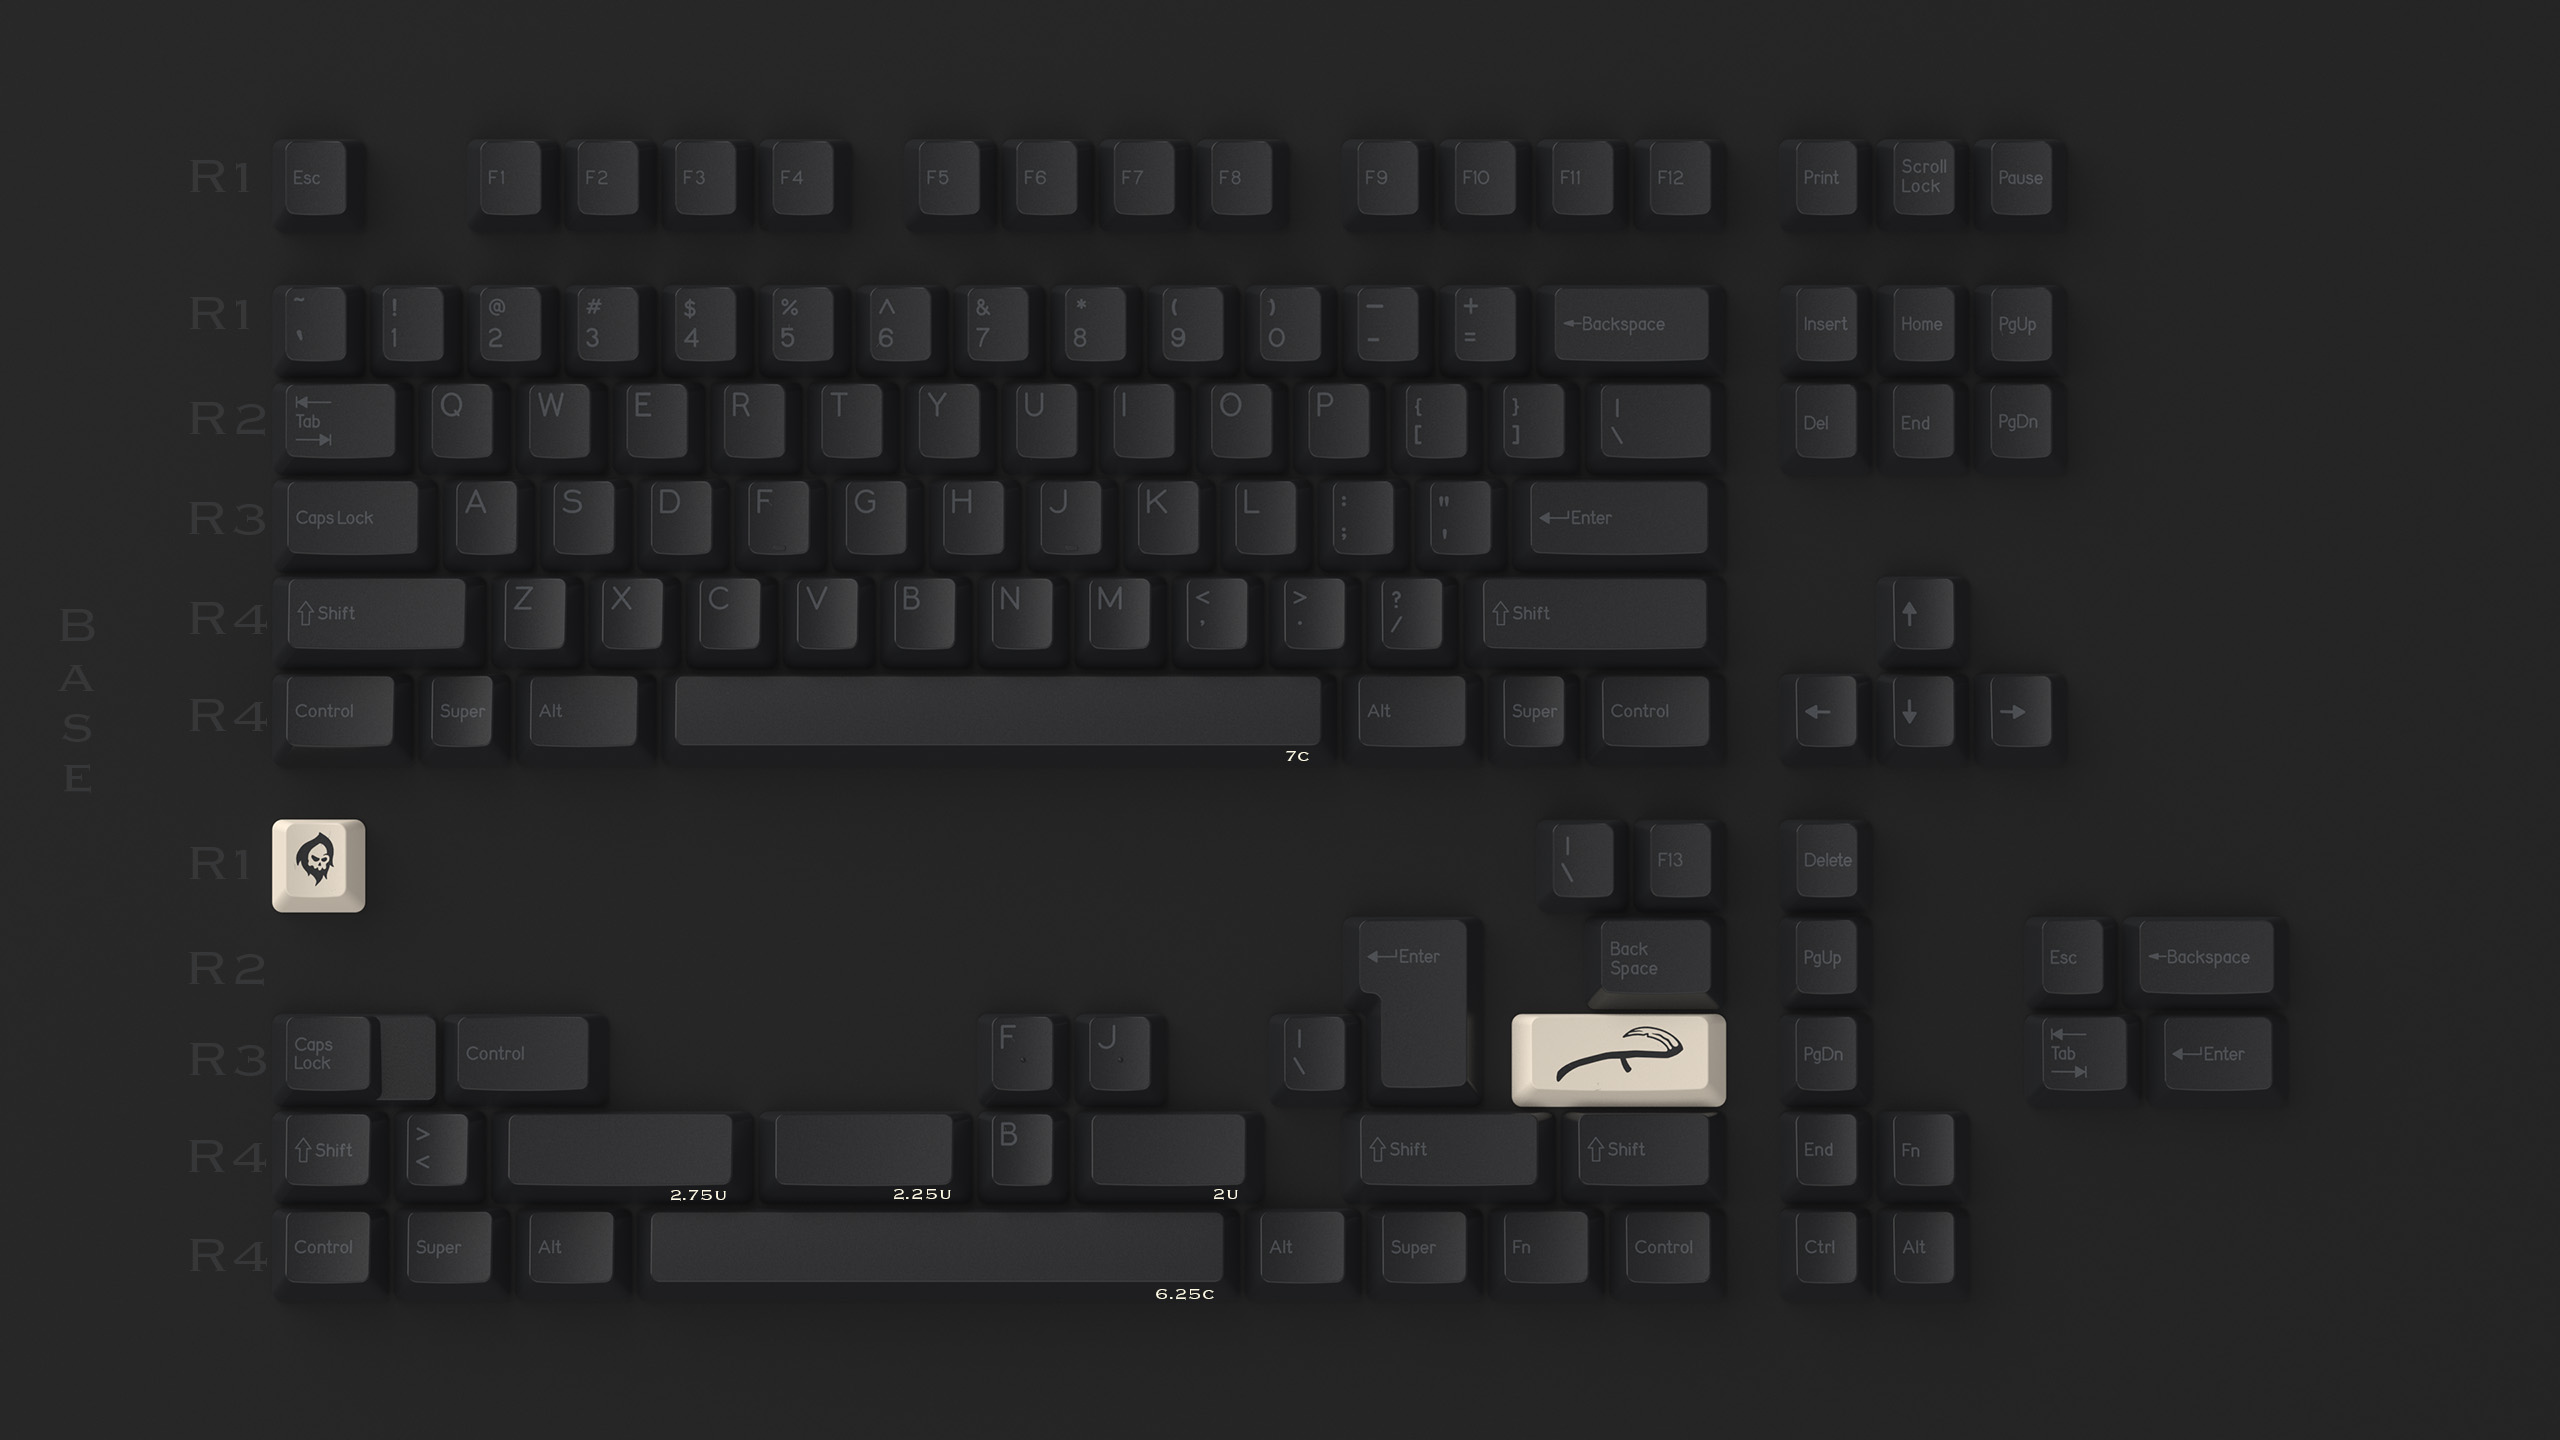 R1 Esc F1 F2 F3 F4 F5 F6 F7 F8 F9 F10 F11 F12 Print Scroll Lock Pause
R1 ~ ` ! 1 @ 2 # 3 $ 4 % 5 ^ 6 & 7 * 8 ( 9 ) 0 — - + = ←Backspace Insert Home PgUp
R2 Tab Q W E R T Y U I O P { [ } ] | \ Del End PgDn
R3 Caps Lock A S D F G H J K L : ; " ' ←Enter
R4 ⇧Shift Z X C V B N M < , > . ? / ⇧Shift ↑
R4 Control Super Alt 7C Alt Super Control ← ↓ →
BASE
R1 | \ F13 Delete
R2 ←Enter Back Space PgUp Esc ←Backspace
R3 Caps Lock Control F J | \ PgDn Tab ←Enter
R4 ⇧Shift > < 2.75U 2.25U B 2U ⇧Shift ⇧Shift End Fn
R4 Control Super Alt 6.25C Alt Super Fn Control Ctrl Alt